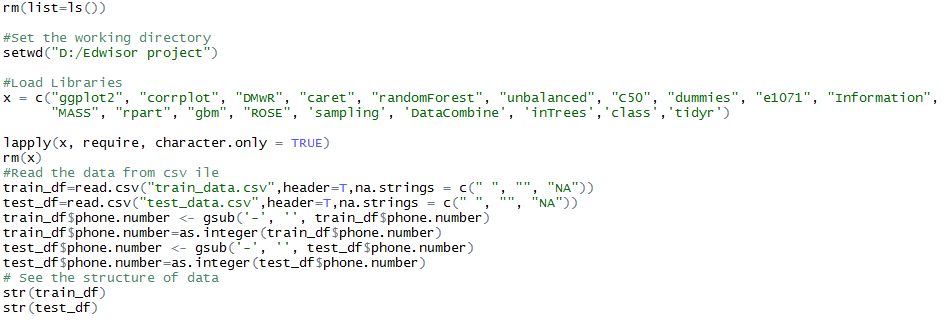 rm(list=ls())
#Set the working directory
setwd("D:/Edwisor project")
#Load Libraries
x = c("ggplot2", "corrplot", "DMwR", "caret", "randomForest", "unbalanced", "C50", "dummies", "e1071", "Information",
"MASS", "rpart", "gbm", "ROSE", 'sampling', 'DataCombine', 'inTrees','class','tidyr')
lapply(x, require, character.only = TRUE)
rm(x)
#Read the data from csv ile
train_df=read.csv("train_data.csv",header=T,na.strings = c(" ", "", "NA"))
test_df=read.csv("test_data.csv",header=T,na.strings = c(" ", "", "NA"))
train_df$phone.number <- gsub('-', '', train_df$phone.number)
train_df$phone.number=as.integer(train_df$phone.number)
test_df$phone.number <- gsub('-', '', test_df$phone.number)
test_df$phone.number=as.integer(test_df$phone.number)
# See the structure of data
str(train_df)
str(test_df)